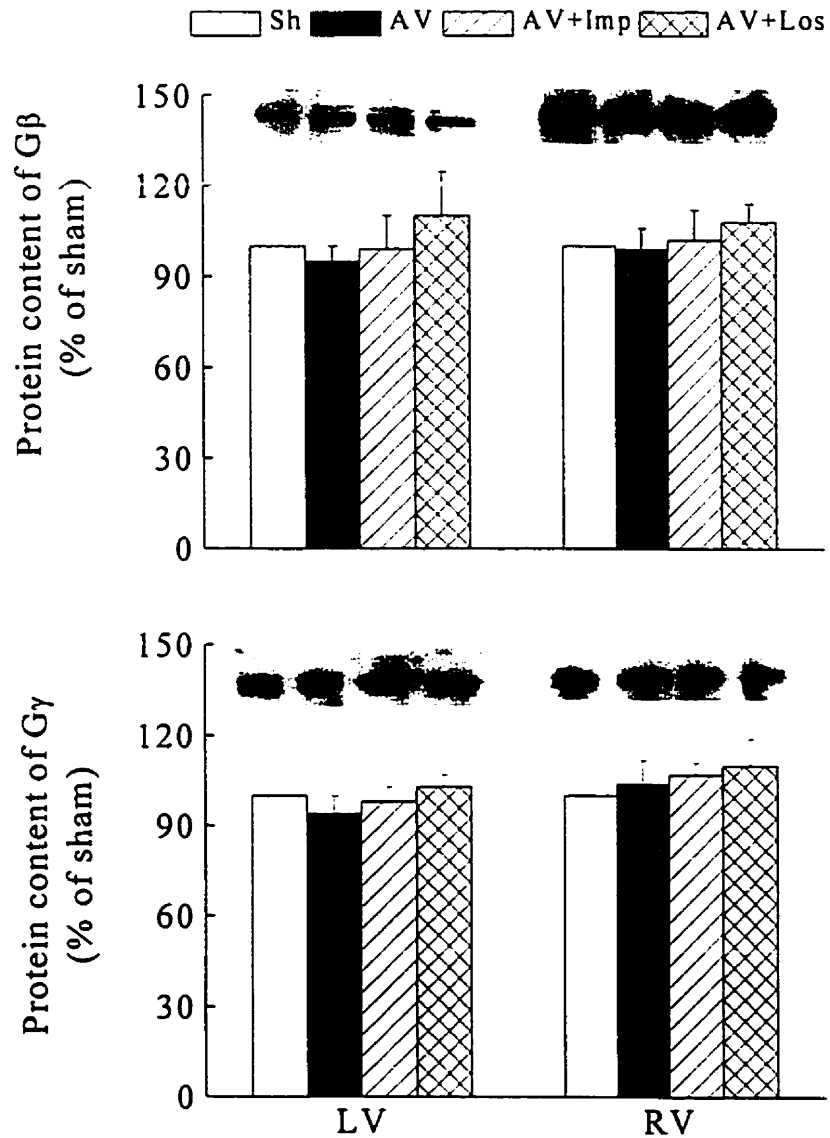 Sh AV AV+Imp AV+Los
Protein content of Gβ
(% of sham)
150
120
90
60
30
0
Protein content of Gγ
(% of sham)
150
120
90
60
30
0
LV RV